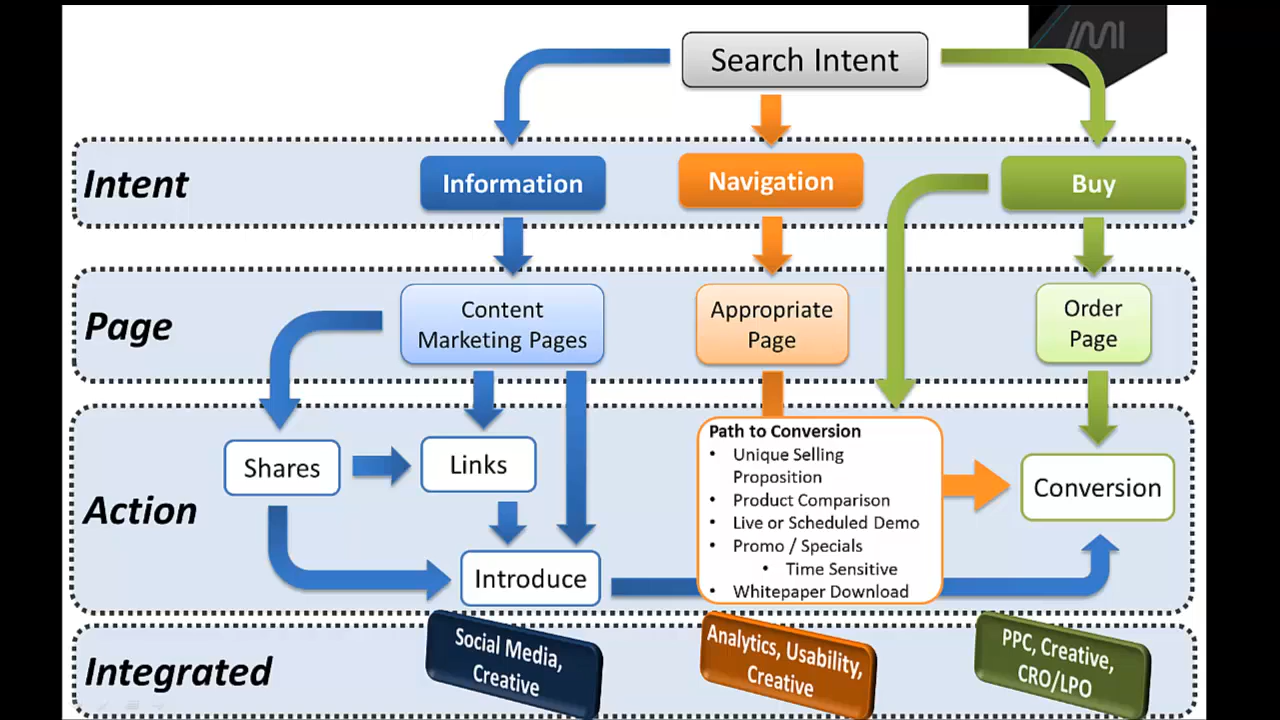 IMI
Search Intent
Intent
Information
Navigation
Buy
Page
Content
Marketing Pages
Appropriate
Page
Order
Page
Action
Shares
Links
Introduce
Path to Conversion
• Unique Selling
Proposition
• Product Comparison
• Live or Scheduled Demo
• Promo / Specials
• Time Sensitive
• Whitepaper Download
Conversion
Integrated
Social Media,
Creative
Analytics, Usability,
Creative
PPC, Creative,
CRO/LPO